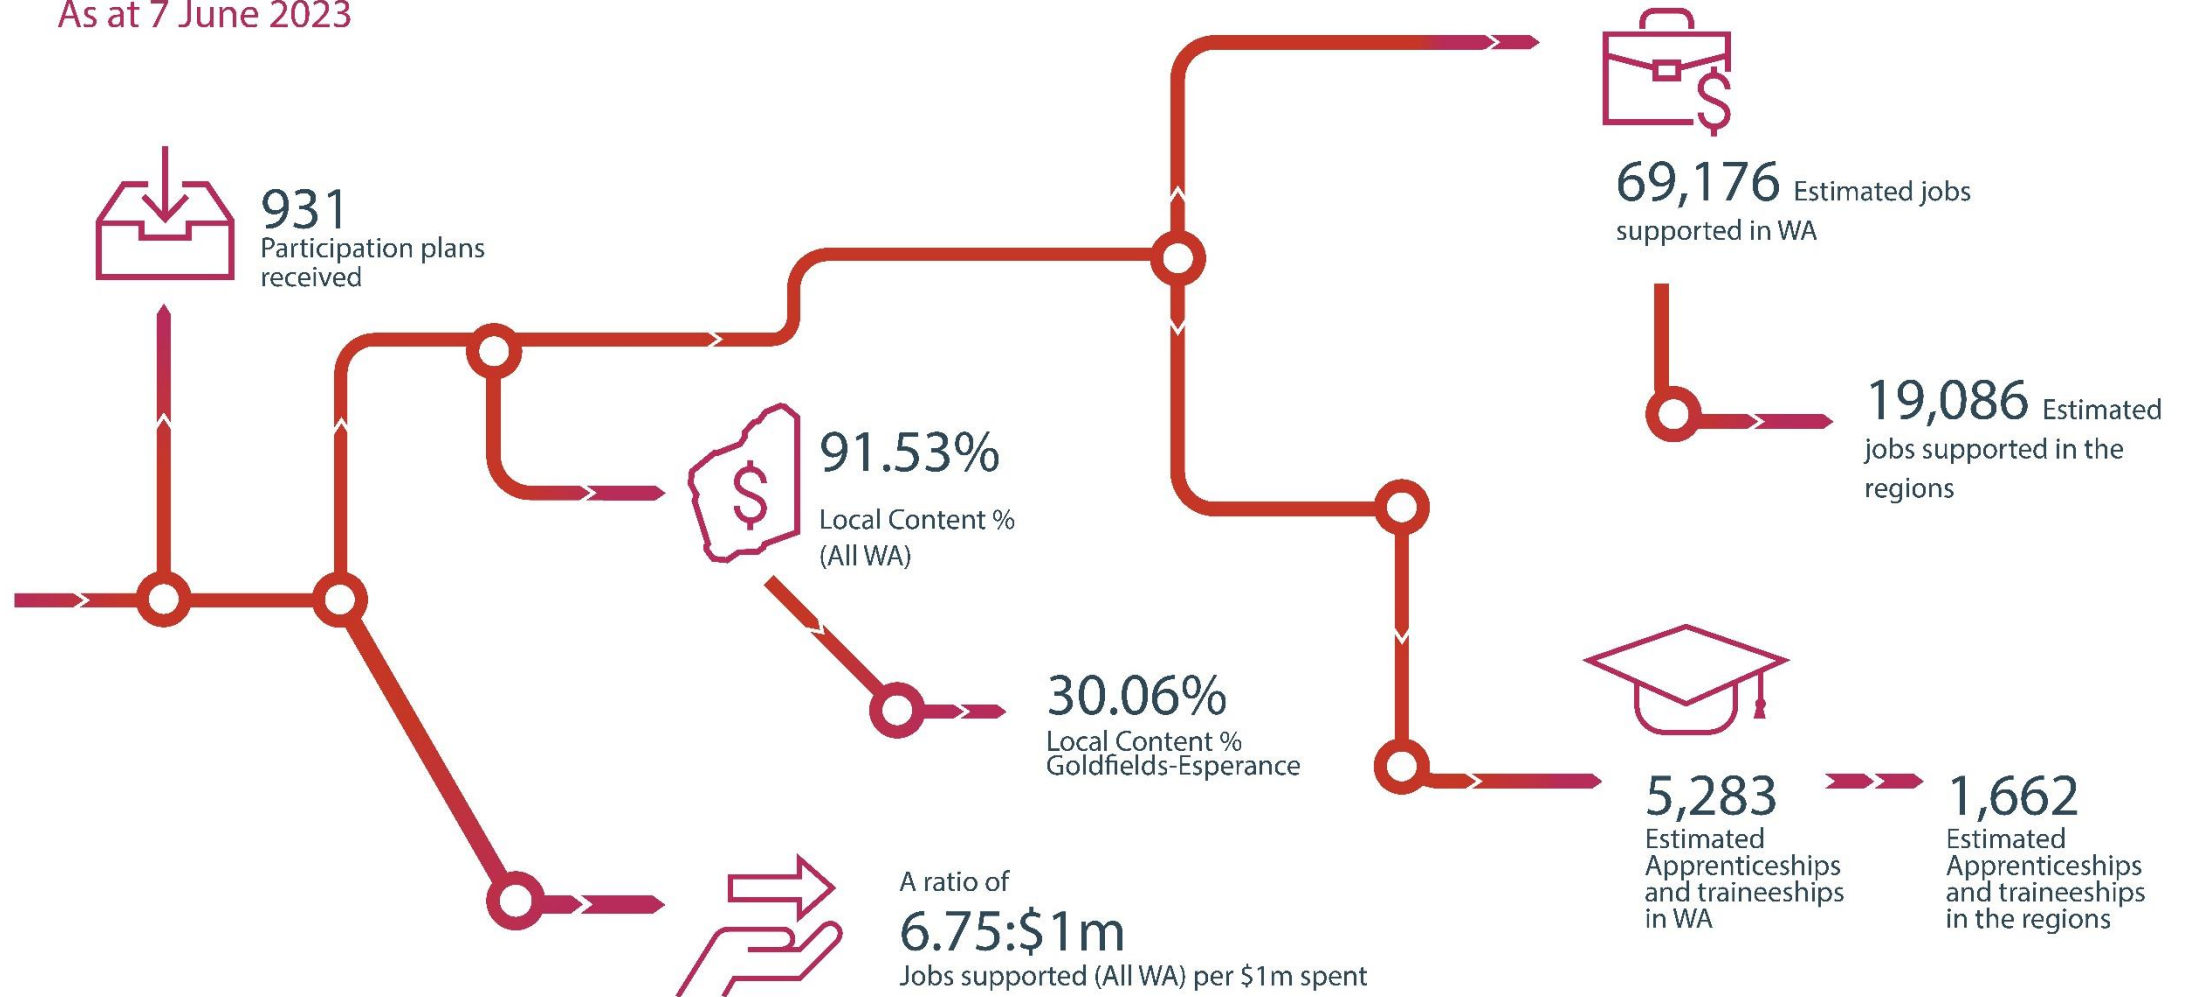 As at 7 June 2023
931
Participation plans
received
91.53%
Local Content %
(All WA)
30.06%
Local Content %
Goldfields-Esperance
A ratio of
6.75:$1m
Jobs supported (All WA) per $1m spent
69,176 Estimated jobs
supported in WA
19,086 Estimated
jobs supported in the
regions
5,283
Estimated
Apprenticeships
and traineeships
in WA
1,662
Estimated
Apprenticeships
and traineeships
in the regions